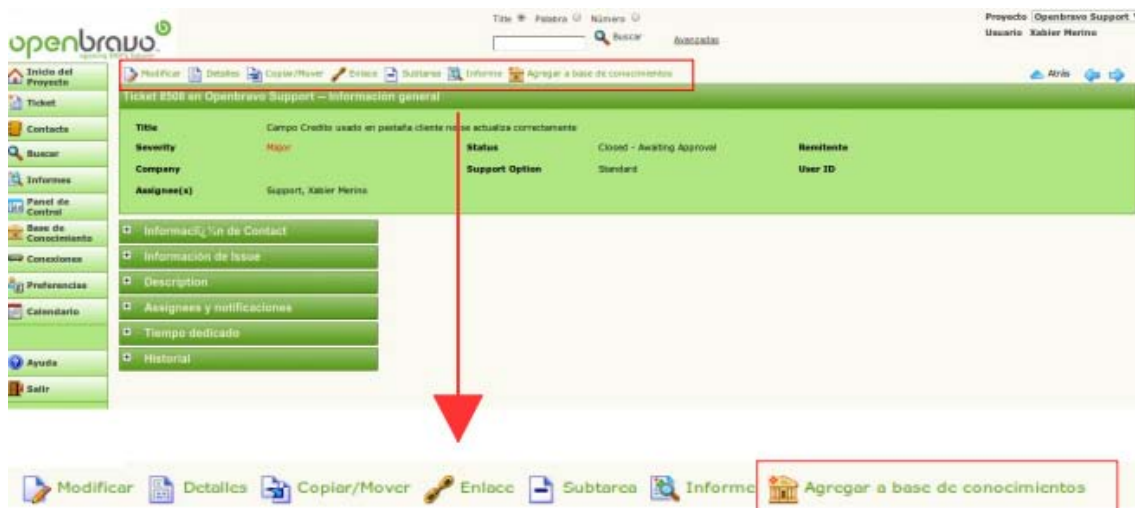 Title Palabra Número
Proyecto Openbravo Support
openbravo
Buscar Avanzadas
Usuario Xabier Merino
Inicio del Proyecto
Modificar Detalles Copiar/Mover Enlace Subtarea Informe Agregar a base de conocimientos
Atrás
Ticket
Ticket 8508 en Openbravo Support – Información general
Contacto
Title Campo Credito usado en pestaña cliente no se actualiza correctamente
Buscar
Severity Major Status Closed - Awaiting Approval Remitente
Informes
Company Support Option Standard User ID
Assignee(s) Support, Xabier Merino
Panel de Control
Base de Conocimiento
Informaciï¿½n de Contact
Conexiones
Información de Issue
Preferencias
Description
Calendario
Assignees y notificaciones
Tiempo dedicado
Ayuda
Historial
Salir
Modificar Detalles Copiar/Mover Enlace Subtarea Informe Agregar a base de conocimientos